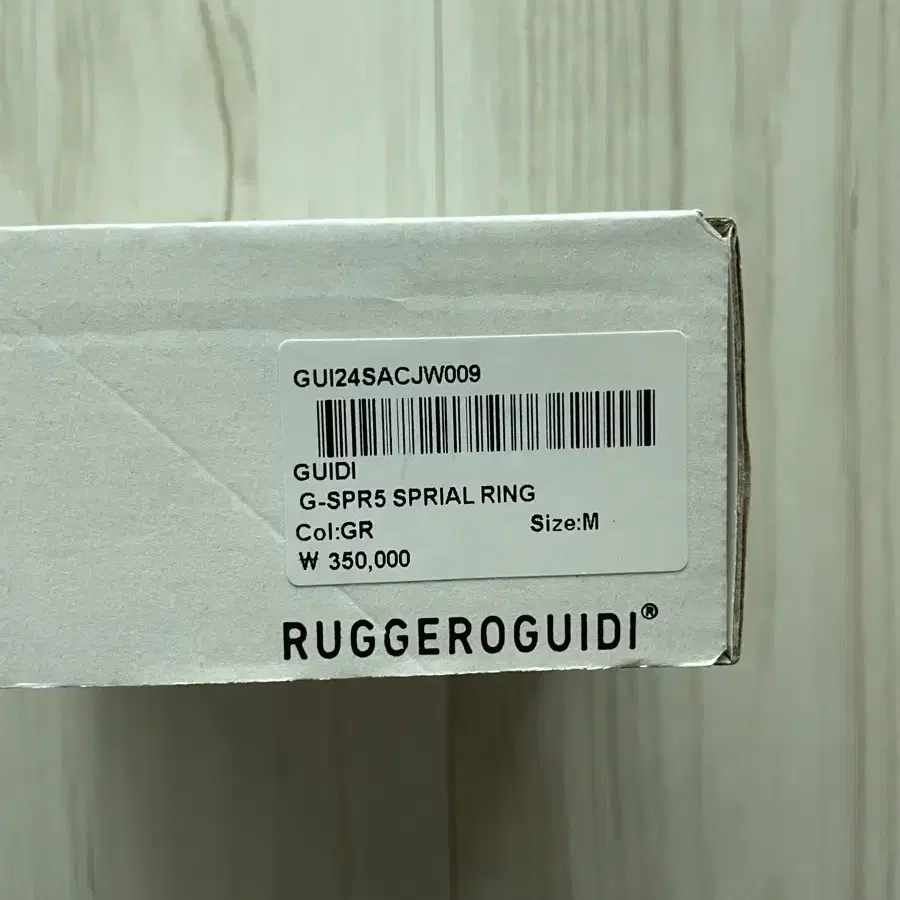 GUI24SACJW009
GUIDI
G-SPR5 SPRIAL RING
Col:GR Size:M
₩ 350,000
RUGGEROGUIDI®